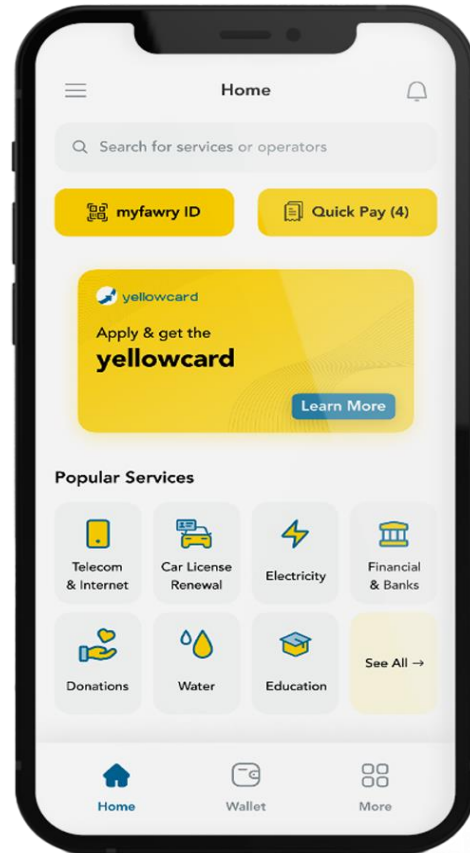 Home
Search for services or operators
myfawry ID
Quick Pay (4)
yellowcard
Apply & get the
yellowcard
Learn More
Popular Services
Telecom
& Internet
Car License
Renewal
Electricity
Financial
& Banks
Donations
Water
Education
See All →
Home
Wallet
More